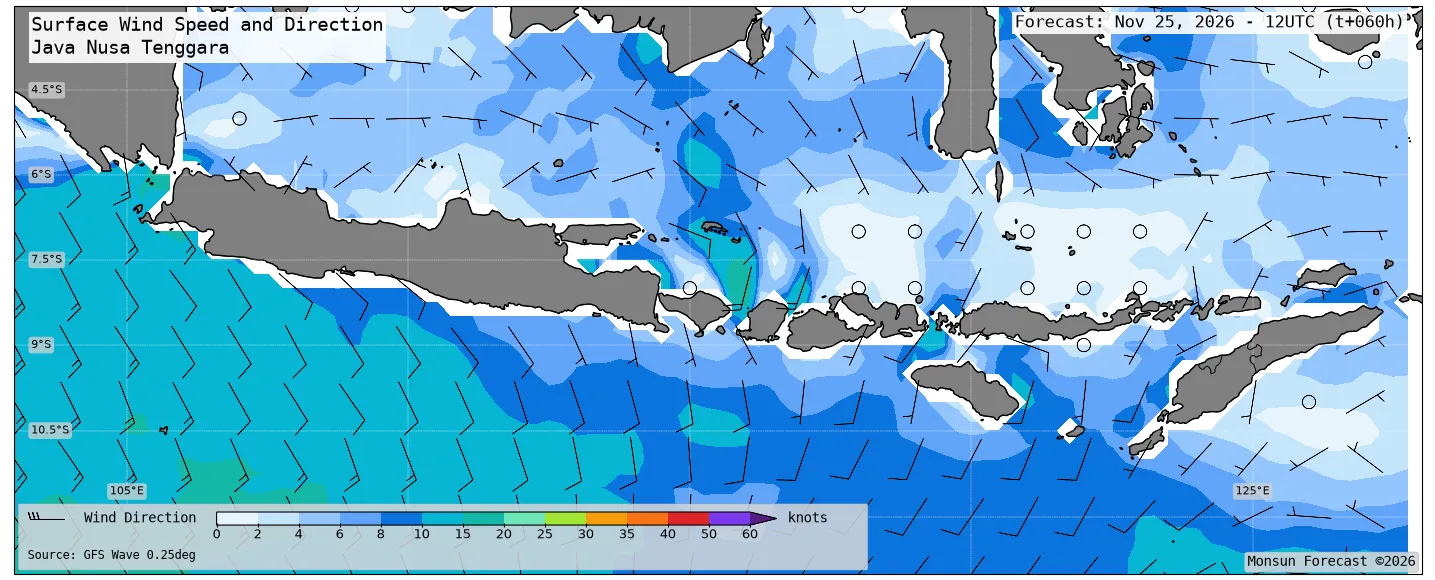 Surface Wind Speed and Direction
Java Nusa Tenggara
Forecast: Nov 25, 2026 - 12UTC (t+060h)
4.5°S
6°S
7.5°S
9°S
10.5°S
105°E
125°E
Wind Direction
knots
0 2 4 6 8 10 15 20 25 30 35 40 50 60
Source: GFS Wave 0.25deg
Monsun Forecast ©2026